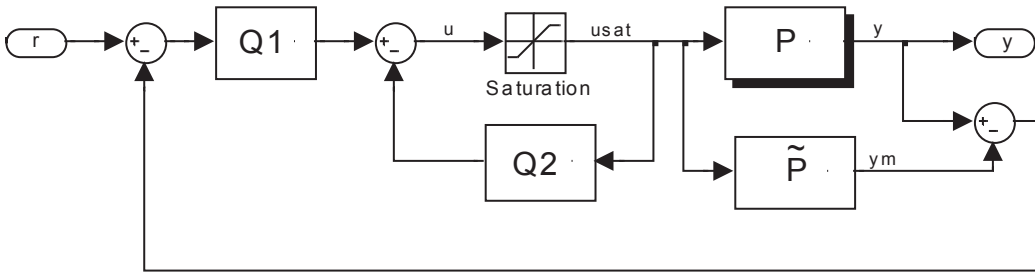 r
+
-
Q1
+
-
u
Saturation
usat
P
y
y
Q2
P̃
ym
+
-